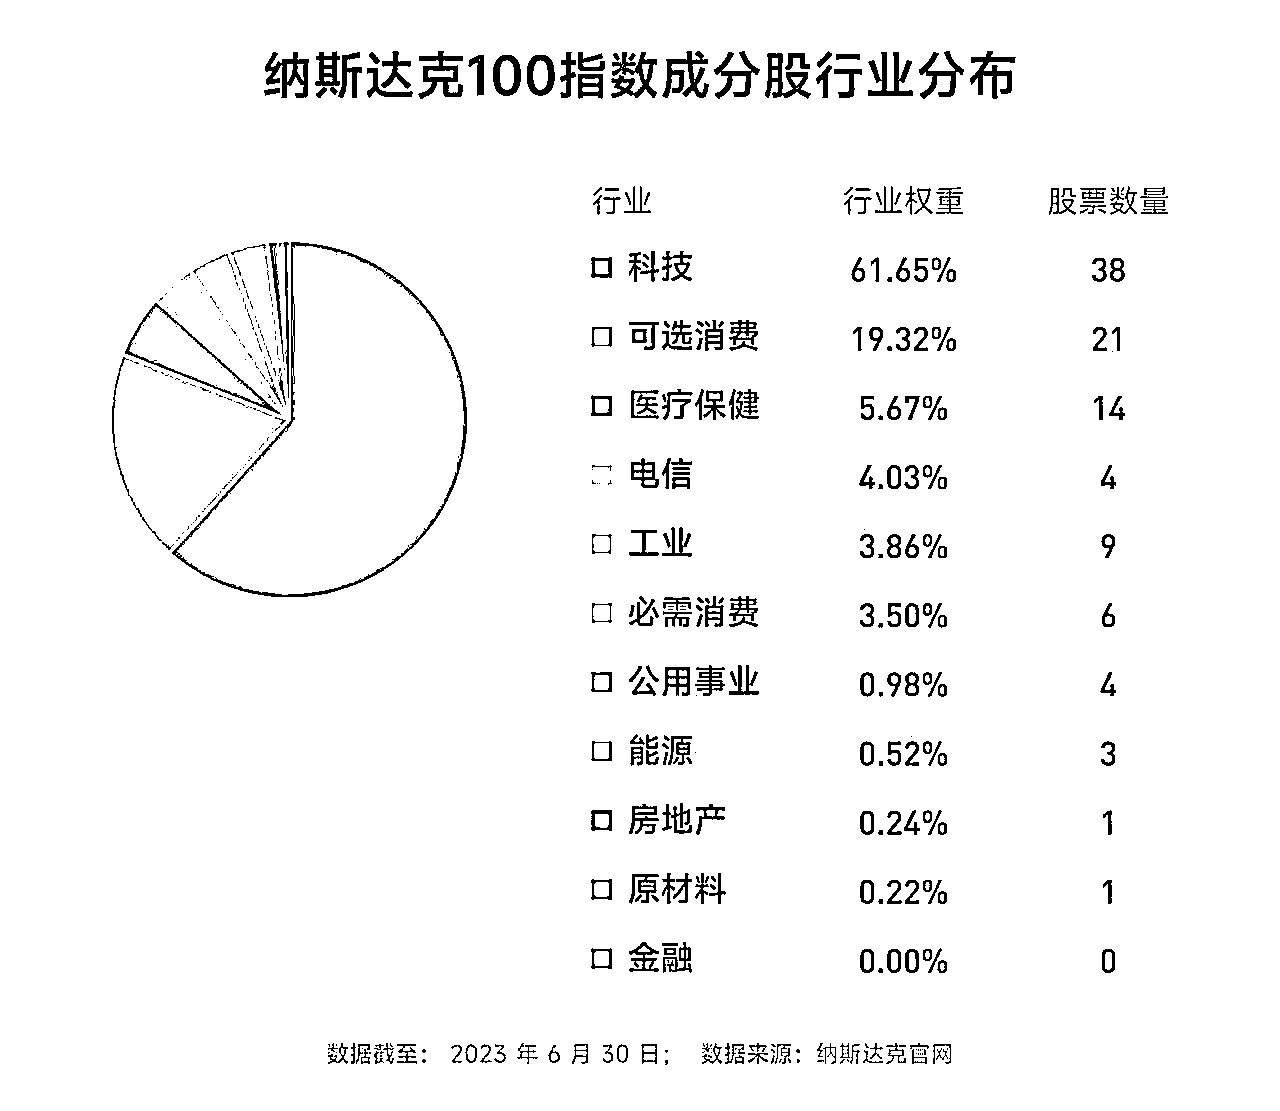 纳斯达克100指数成分股行业分布
行业 行业权重 股票数量
科技 61.65% 38
可选消费 19.32% 21
医疗保健 5.67% 14
电信 4.03% 4
工业 3.86% 9
必需消费 3.50% 6
公用事业 0.98% 4
能源 0.52% 3
房地产 0.24% 1
原材料 0.22% 1
金融 0.00% 0
数据截至： 2023 年 6 月 30 日； 数据来源：纳斯达克官网